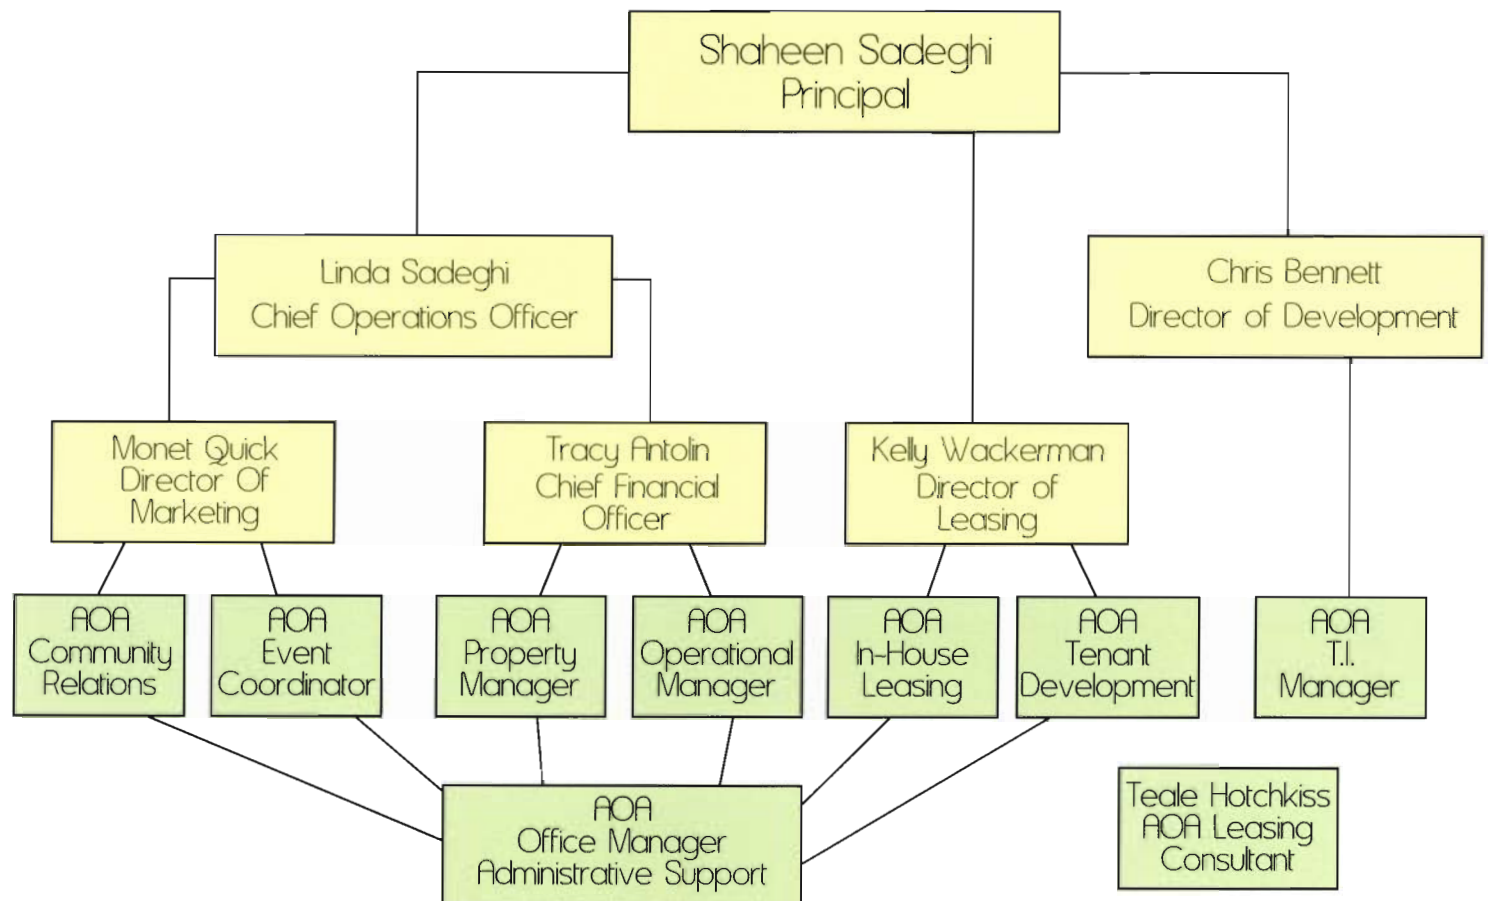 Shaheen Sadeghi
Principal
Linda Sadeghi
Chief Operations Officer
Chris Bennett
Director of Development
Monet Quick
Director Of
Marketing
Tracy Antolin
Chief Financial
Officer
Kelly Wackerman
Director of
Leasing
AOA
Community
Relations
AOA
Event
Coordinator
AOA
Property
Manager
AOA
Operational
Manager
AOA
In-House
Leasing
AOA
Tenant
Development
AOA
T.I.
Manager
AOA
Office Manager
Administrative Support
Teale Hotchkiss
AOA Leasing
Consultant